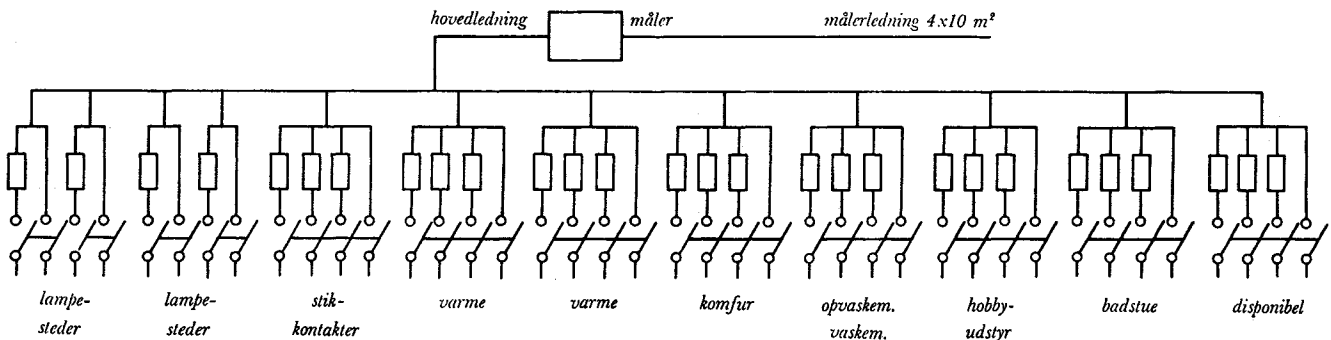 hovedledning måler målerledning 4x10 m²
lampe- lampe- stik- varme varme komfur opvaskem. hobby- badstue disponibel
steder steder kontakter vaskem. udstyr